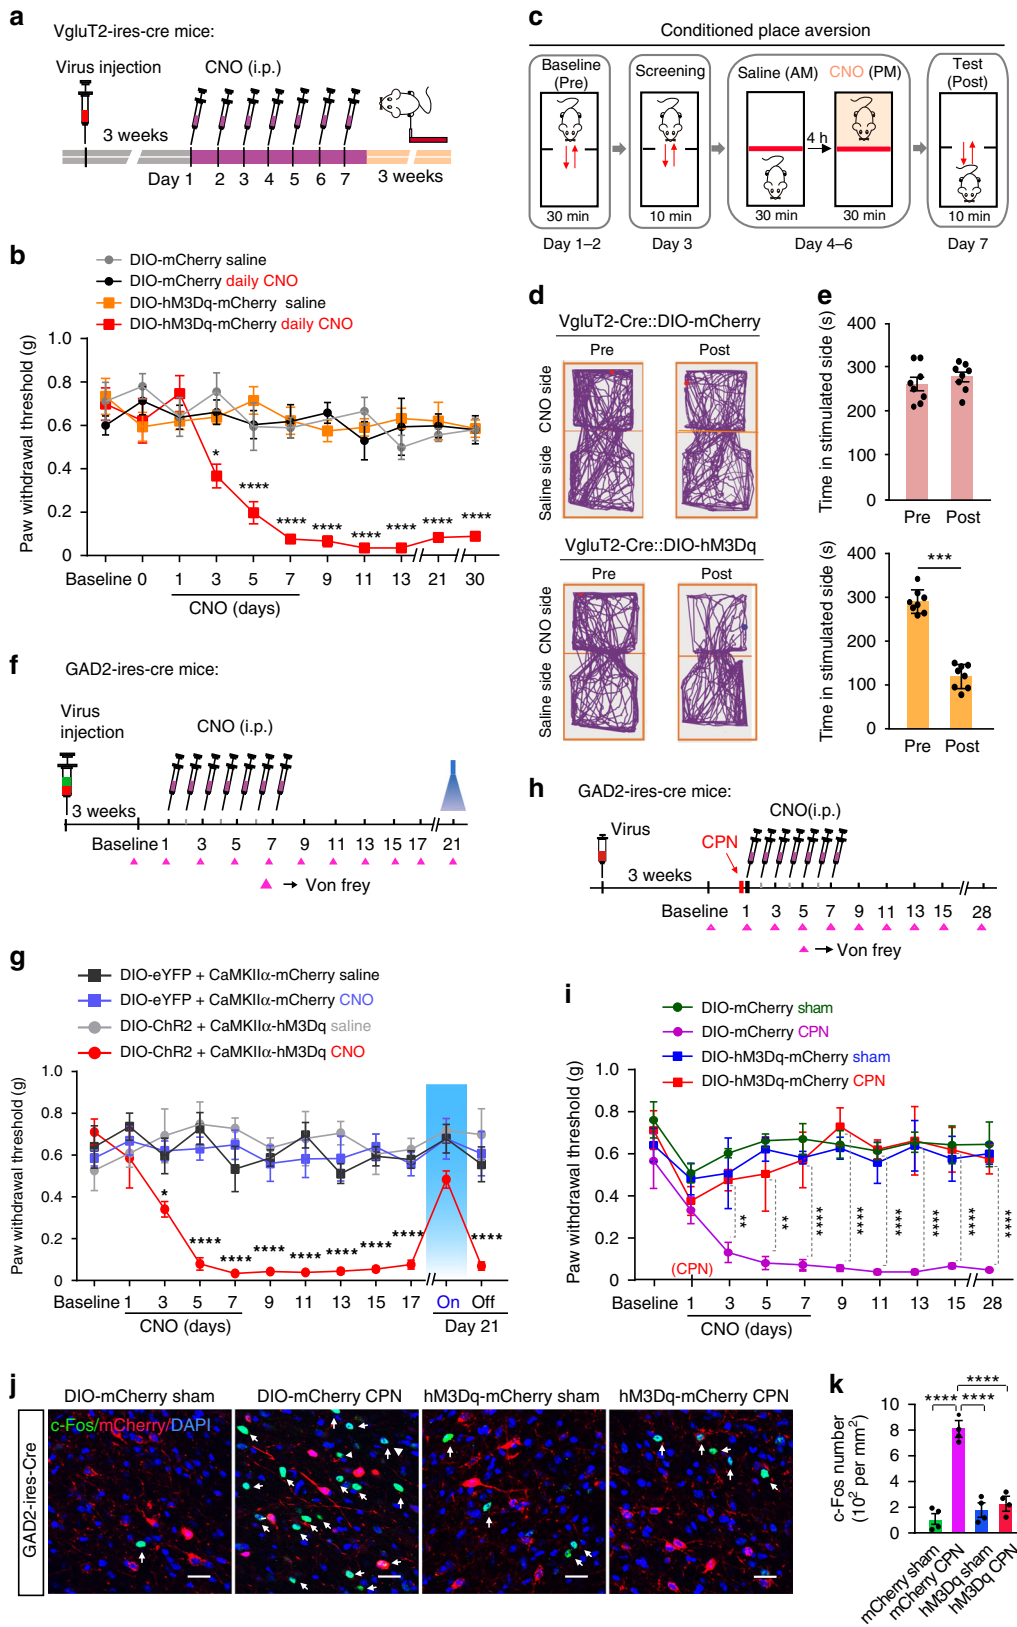 a
VgluT2-ires-cre mice:
Virus injection
CNO (i.p.)
3 weeks
Day 1 2 3 4 5 6 7 3 weeks
b
DIO-mCherry saline
DIO-mCherry daily CNO
DIO-hM3Dq-mCherry saline
DIO-hM3Dq-mCherry daily CNO
Paw withdrawal threshold (g)
1.0
0.8
0.6
0.4
0.2
0
* **** **** **** **** **** **** ****
Baseline 0 1 3 5 7 9 11 13 21 30
CNO (days)
c
Conditioned place aversion
Baseline (Pre)
Screening
Saline (AM) CNO (PM)
Test (Post)
4 h
30 min 10 min 30 min 30 min 10 min
Day 1–2 Day 3 Day 4–6 Day 7
d
VgluT2-Cre::DIO-mCherry
Pre Post
Saline side CNO side
VgluT2-Cre::DIO-hM3Dq
Pre Post
Saline side CNO side
e
Time in stimulated side (s)
400
300
200
100
0
Pre Post
Time in stimulated side (s)
400
300
200
100
0
***
Pre Post
f
GAD2-ires-cre mice:
Virus
injection
CNO (i.p.)
3 weeks
Baseline 1 3 5 7 9 11 13 15 17 21
Von frey
g
DIO-eYFP + CaMKIIα-mCherry saline
DIO-eYFP + CaMKIIα-mCherry CNO
DIO-ChR2 + CaMKIIα-hM3Dq saline
DIO-ChR2 + CaMKIIα-hM3Dq CNO
Paw withdrawal threshold (g)
1.0
0.8
0.6
0.4
0.2
0
* **** **** **** **** **** **** **** ****
Baseline 1 3 5 7 9 11 13 15 17 On Off
CNO (days) Day 21
h
GAD2-ires-cre mice:
Virus
CNO(i.p.)
CPN
3 weeks
Baseline 1 3 5 7 9 11 13 15 28
Von frey
i
DIO-mCherry sham
DIO-mCherry CPN
DIO-hM3Dq-mCherry sham
DIO-hM3Dq-mCherry CPN
Paw withdrawal threshold (g)
1.0
0.8
0.6
0.4
0.2
0
** ** **** **** **** **** **** ****
(CPN)
Baseline 1 3 5 7 9 11 13 15 28
CNO (days)
j
DIO-mCherry sham DIO-mCherry CPN hM3Dq-mCherry sham hM3Dq-mCherry CPN
GAD2-ires-Cre
c-Fos/mCherry/DAPI
k
****
**** ****
c-Fos number
(10² per mm²)
10
8
6
4
2
0
mCherry sham
mCherry CPN
hM3Dq sham
hM3Dq CPN